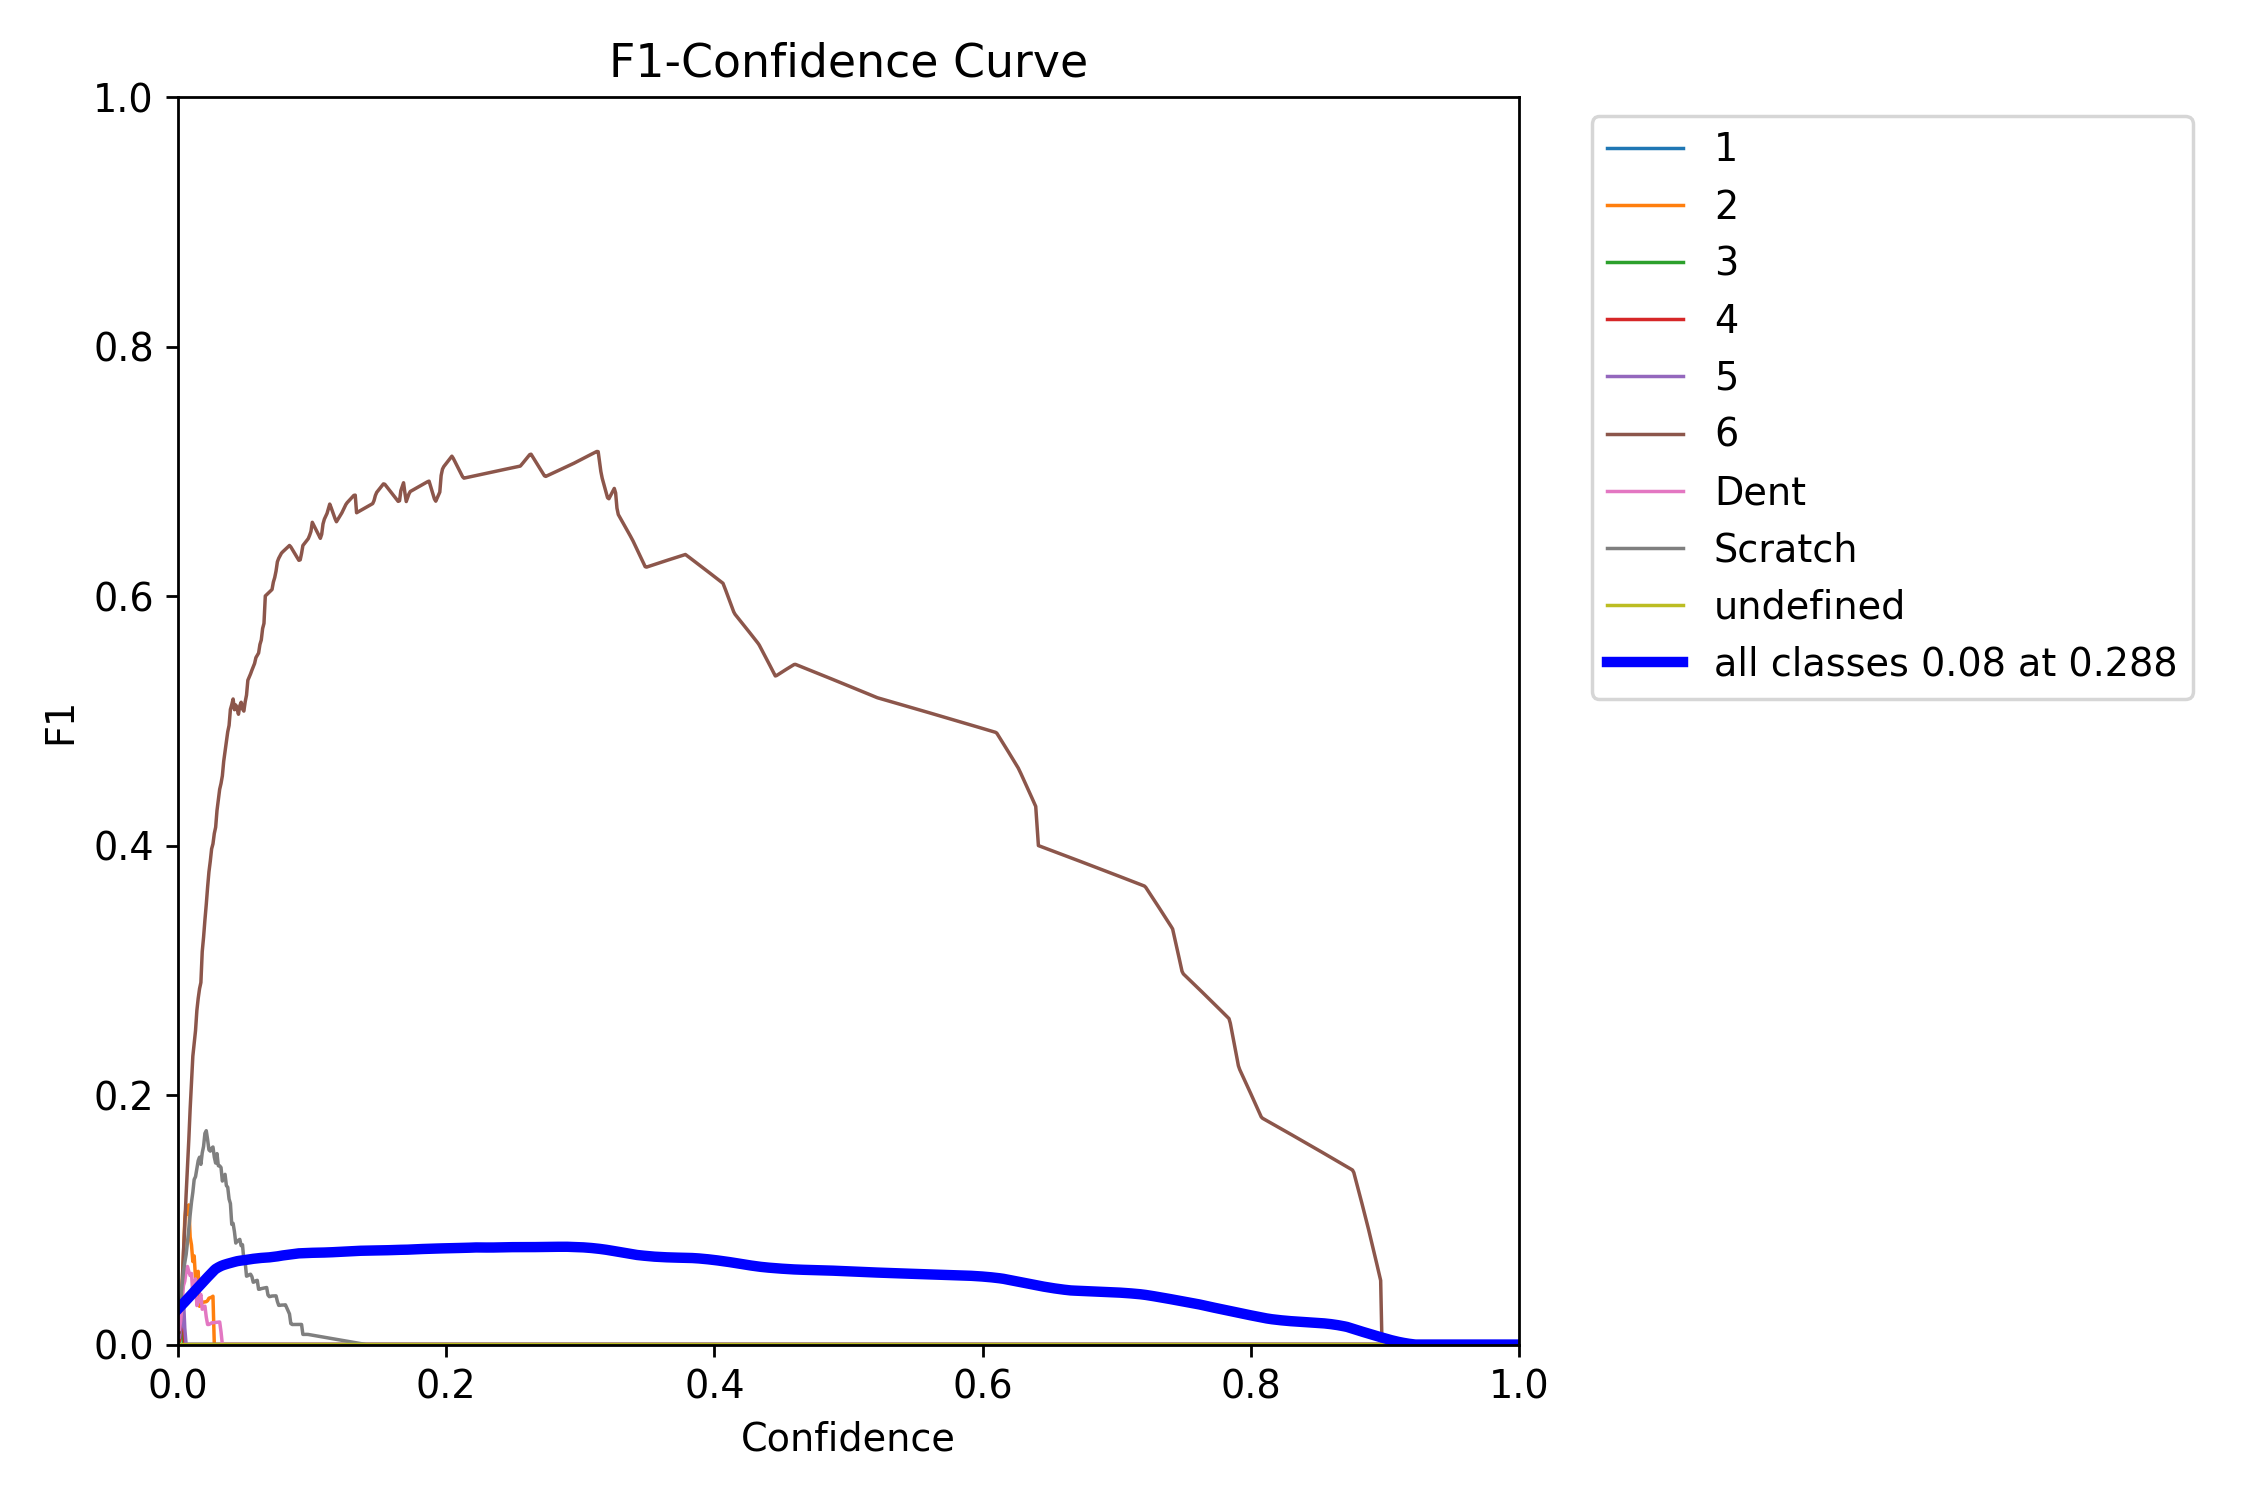 F1-Confidence Curve
1.0
0.8
0.6
0.4
0.2
0.0
F1
0.0 0.2 0.4 0.6 0.8 1.0
Confidence
1
2
3
4
5
6
Dent
Scratch
undefined
all classes 0.08 at 0.288